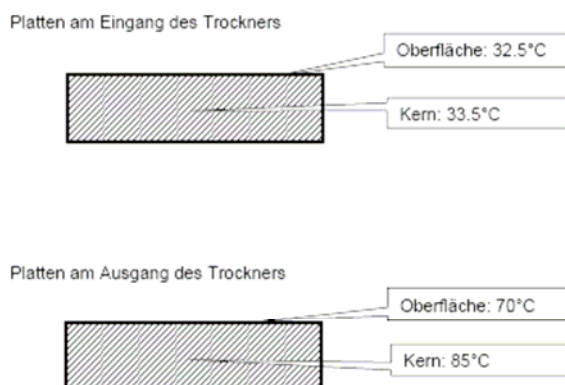 Platten am Eingang des Trockners
Oberfläche: 32.5°C
Kern: 33.5°C
Platten am Ausgang des Trockners
Oberfläche: 70°C
Kern: 85°C